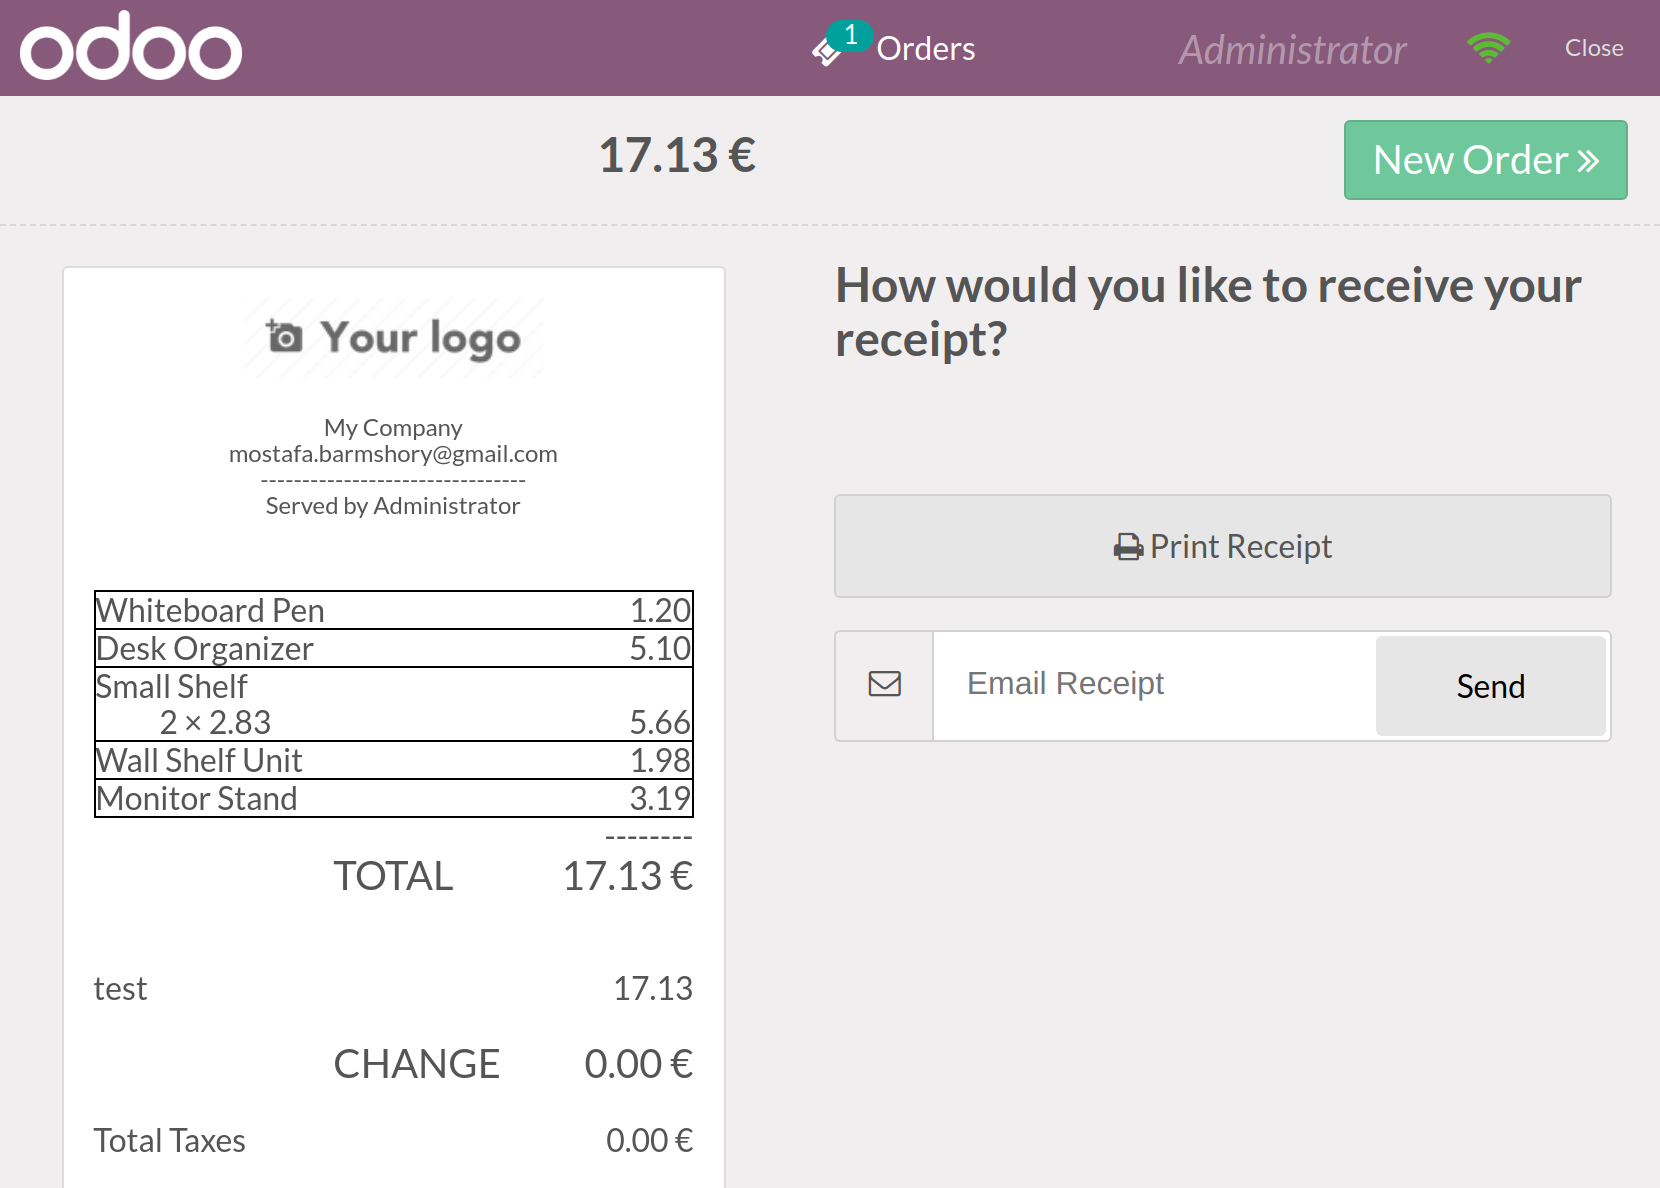 odoo
1 Orders
Administrator
Close
17.13 €
New Order »
Your logo
My Company
mostafa.barmshory@gmail.com
--------------------------------
Served by Administrator
Whiteboard Pen 1.20
Desk Organizer 5.10
Small Shelf
2 × 2.83 5.66
Wall Shelf Unit 1.98
Monitor Stand 3.19
--------
TOTAL 17.13 €
test 17.13
CHANGE 0.00 €
Total Taxes 0.00 €
How would you like to receive your
receipt?
Print Receipt
Email Receipt
Send